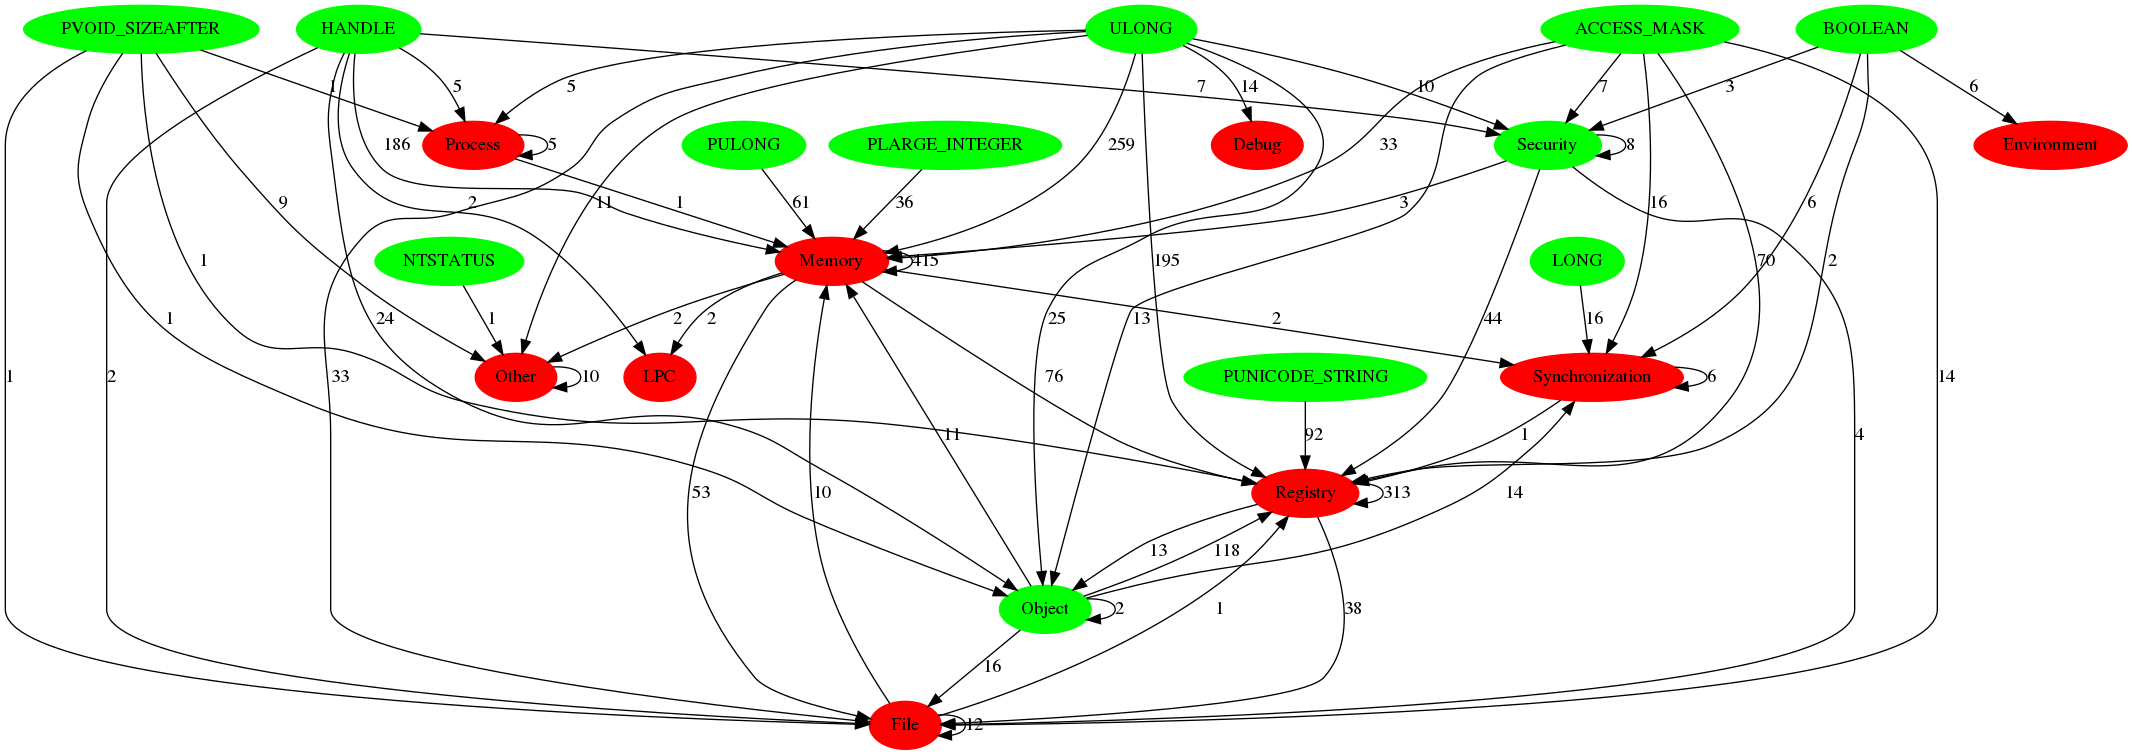 PVOID_SIZEAFTER HANDLE ULONG ACCESS_MASK BOOLEAN
1 5 5 7 14 10 7 3 6
Process 5 186 PULONG PLARGE_INTEGER 259 Debug 33 Security 8 Environment
9 2 11 1 61 36 3 16 6
1 NTSTATUS Memory 415 195 LONG 70 2
1 24 1 2 2 25 13 2 44 16
1 2 33 Other 10 LPC 76 PUNICODE_STRING Synchronization 6 14
11 92 1 4
53 10 Registry 313 14
13 118
Object 2 1 38
16
File 12